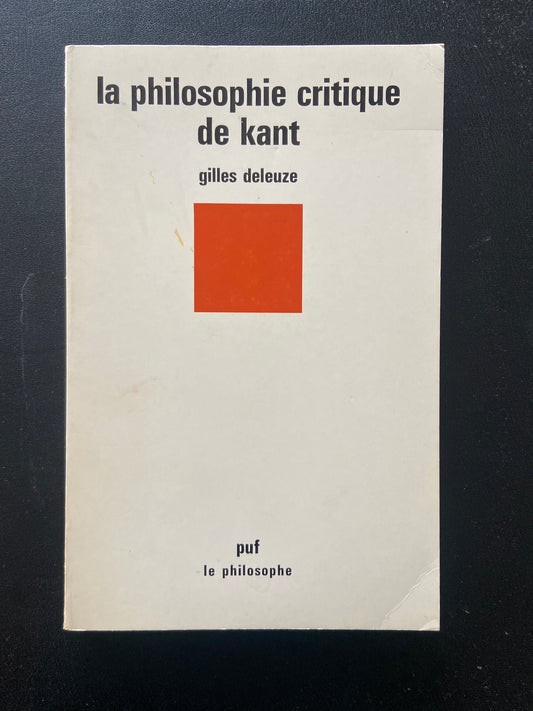 la philosophie critique
de kant
gilles deleuze
puf
le philosophe